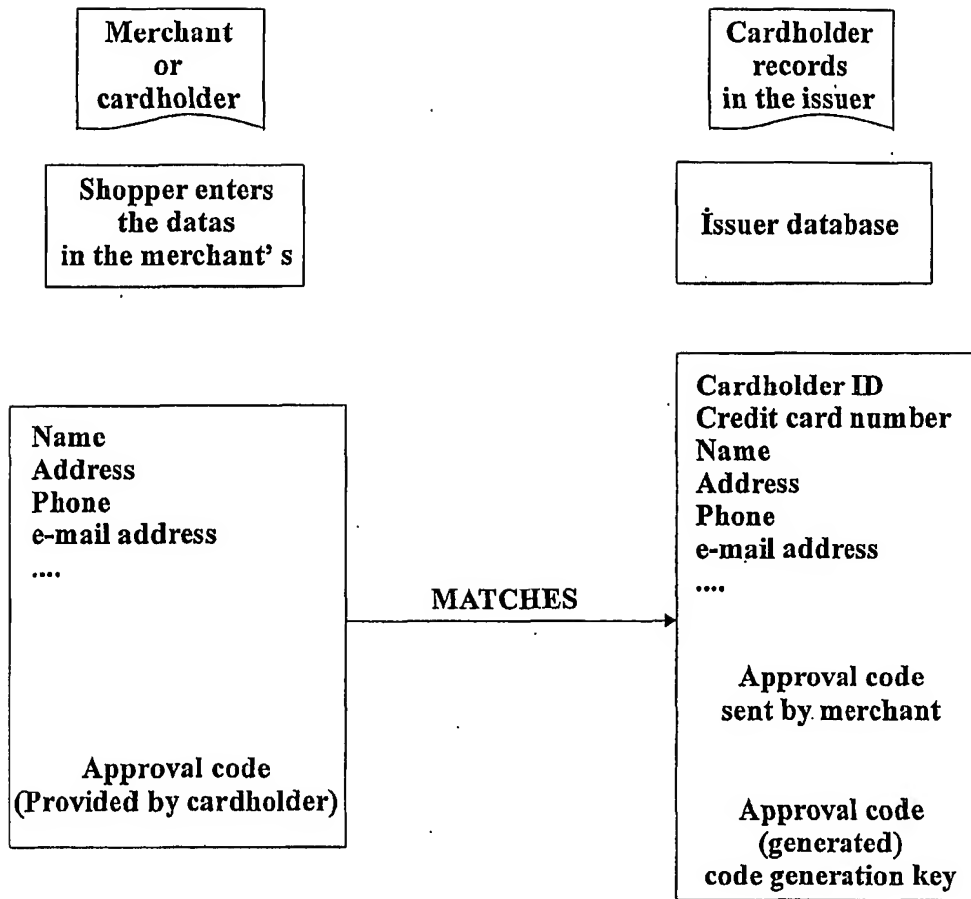 Merchant
or
cardholder
Cardholder
records
in the issuer
Shopper enters
the datas
in the merchant' s
İssuer database
Name
Address
Phone
e-mail address
....
Approval code
(Provided by cardholder)
MATCHES
Cardholder ID
Credit card number
Name
Address
Phone
e-mail address
....
Approval code
sent by merchant
Approval code
(generated)
code generation key